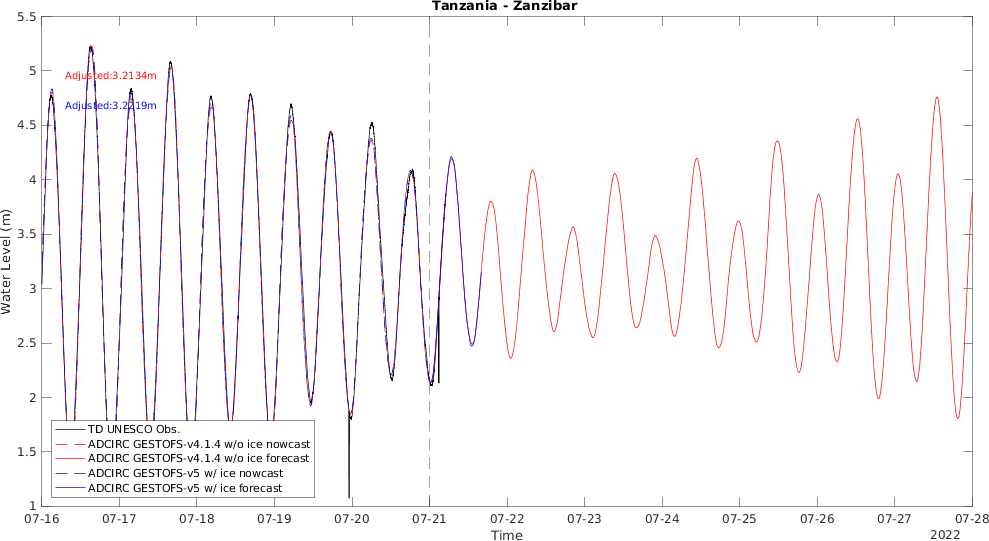 Tanzania - Zanzibar
5.5
5
4.5
4
3.5
3
2.5
2
1.5
1
Water Level (m)
Adjusted:3.2134m
Adjusted:3.2219m
TD UNESCO Obs.
ADCIRC GESTOFS-v4.1.4 w/o ice nowcast
ADCIRC GESTOFS-v4.1.4 w/o ice forecast
ADCIRC GESTOFS-v5 w/ ice nowcast
ADCIRC GESTOFS-v5 w/ ice forecast
07-16 07-17 07-18 07-19 07-20 07-21 07-22 07-23 07-24 07-25 07-26 07-27 07-28
Time
2022